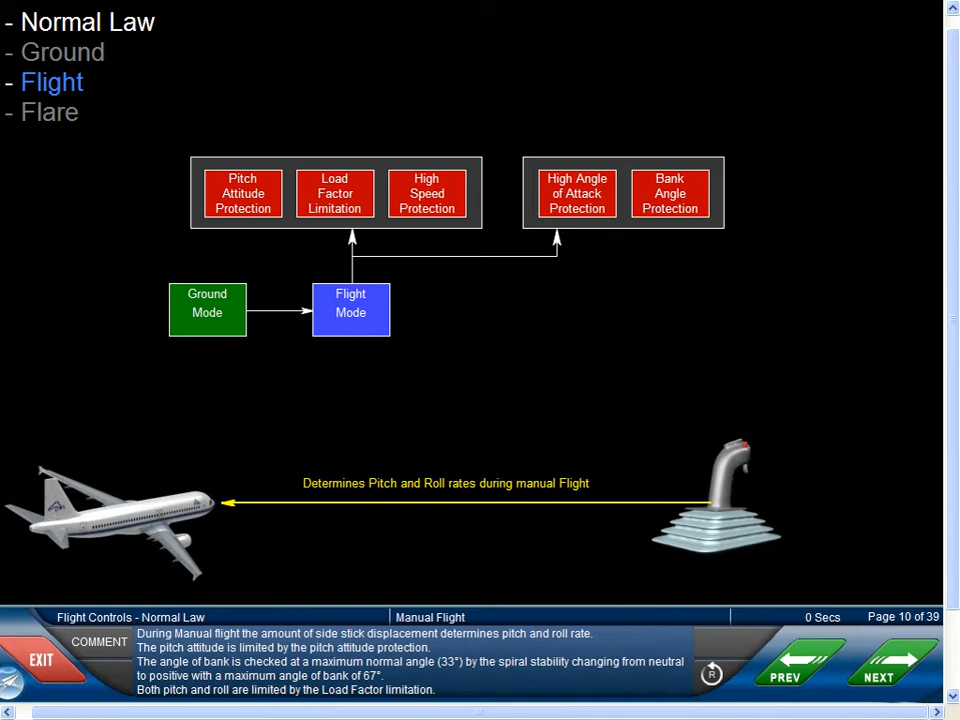 - Normal Law
- Ground
- Flight
- Flare
Pitch
Attitude
Protection
Load
Factor
Limitation
High
Speed
Protection
High Angle
of Attack
Protection
Bank
Angle
Protection
Ground
Mode
Flight
Mode
Determines Pitch and Roll rates during manual Flight
Flight Controls - Normal Law
Manual Flight
0 Secs
Page 10 of 39
COMMENT
During Manual flight the amount of side stick displacement determines pitch and roll rate.
The pitch attitude is limited by the pitch attitude protection.
The angle of bank is checked at a maximum normal angle (33°) by the spiral stability changing from neutral
to positive with a maximum angle of bank of 67°.
Both pitch and roll are limited by the Load Factor limitation.
EXIT
R
PREV
NEXT